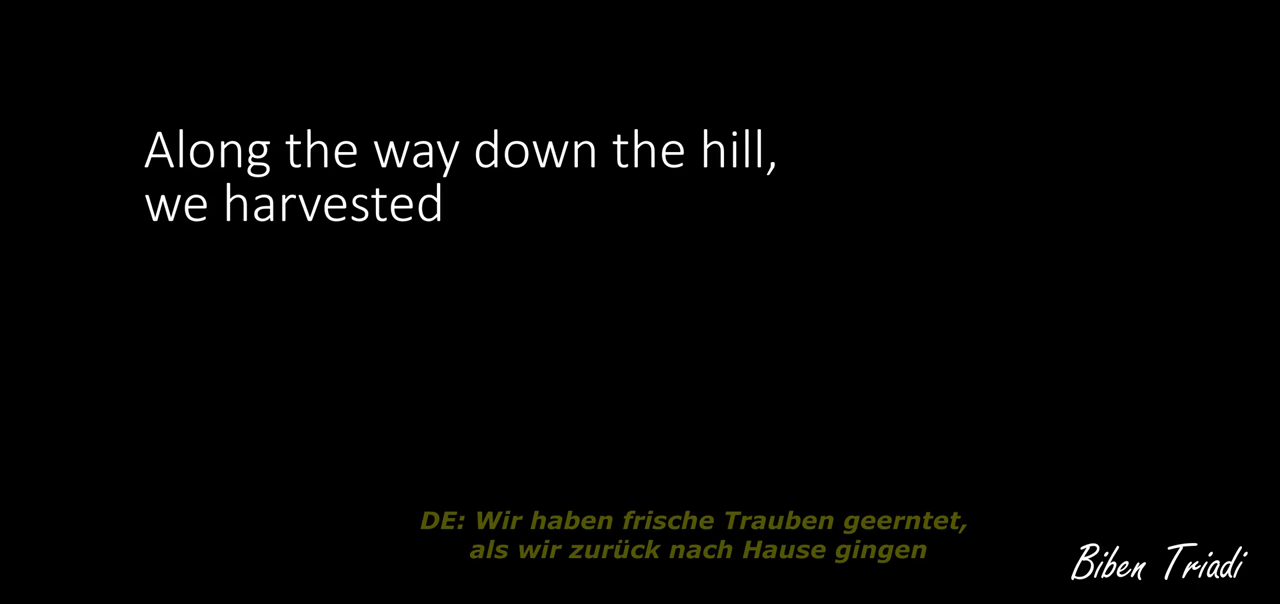 Along the way down the hill,
we harvested
DE: Wir haben frische Trauben geerntet,
als wir zurück nach Hause gingen
Biben Triadi